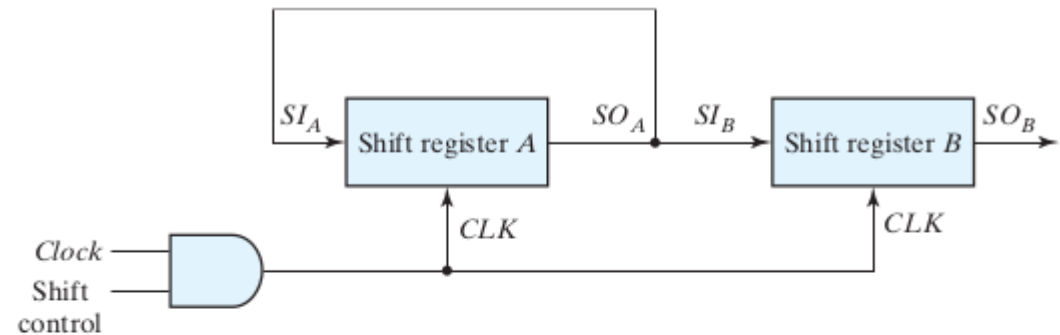 SI_A
SO_A
SI_B
SO_B
Shift register A
Shift register B
CLK
CLK
Clock
Shift
control